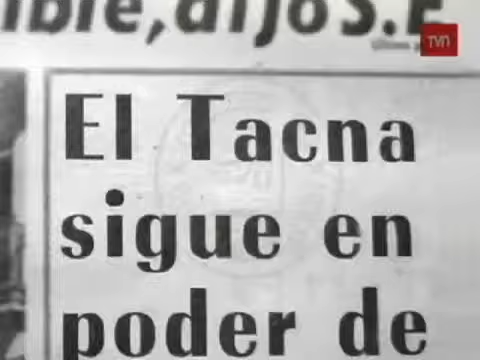 ible, dijo S.E.
TVN
El Tacna
sigue en
poder de